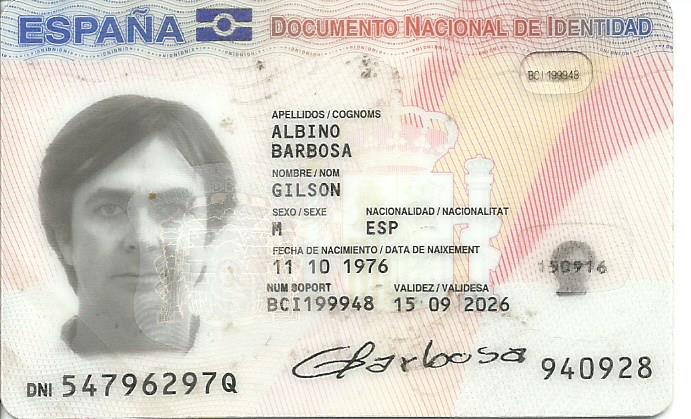 ESPAÑA DOCUMENTO NACIONAL DE IDENTIDAD
BCI 199948
APELLIDOS / COGNOMS
ALBINO
BARBOSA
NOMBRE / NOM
GILSON
SEXO / SEXE NACIONALIDAD / NACIONALITAT
M ESP
FECHA DE NACIMIENTO / DATA DE NAIXEMENT
11 10 1976
150916
NUM SOPORT VALIDEZ / VALIDESA
BCI199948 15 09 2026
GBarbosa
940928
DNI 54796297Q